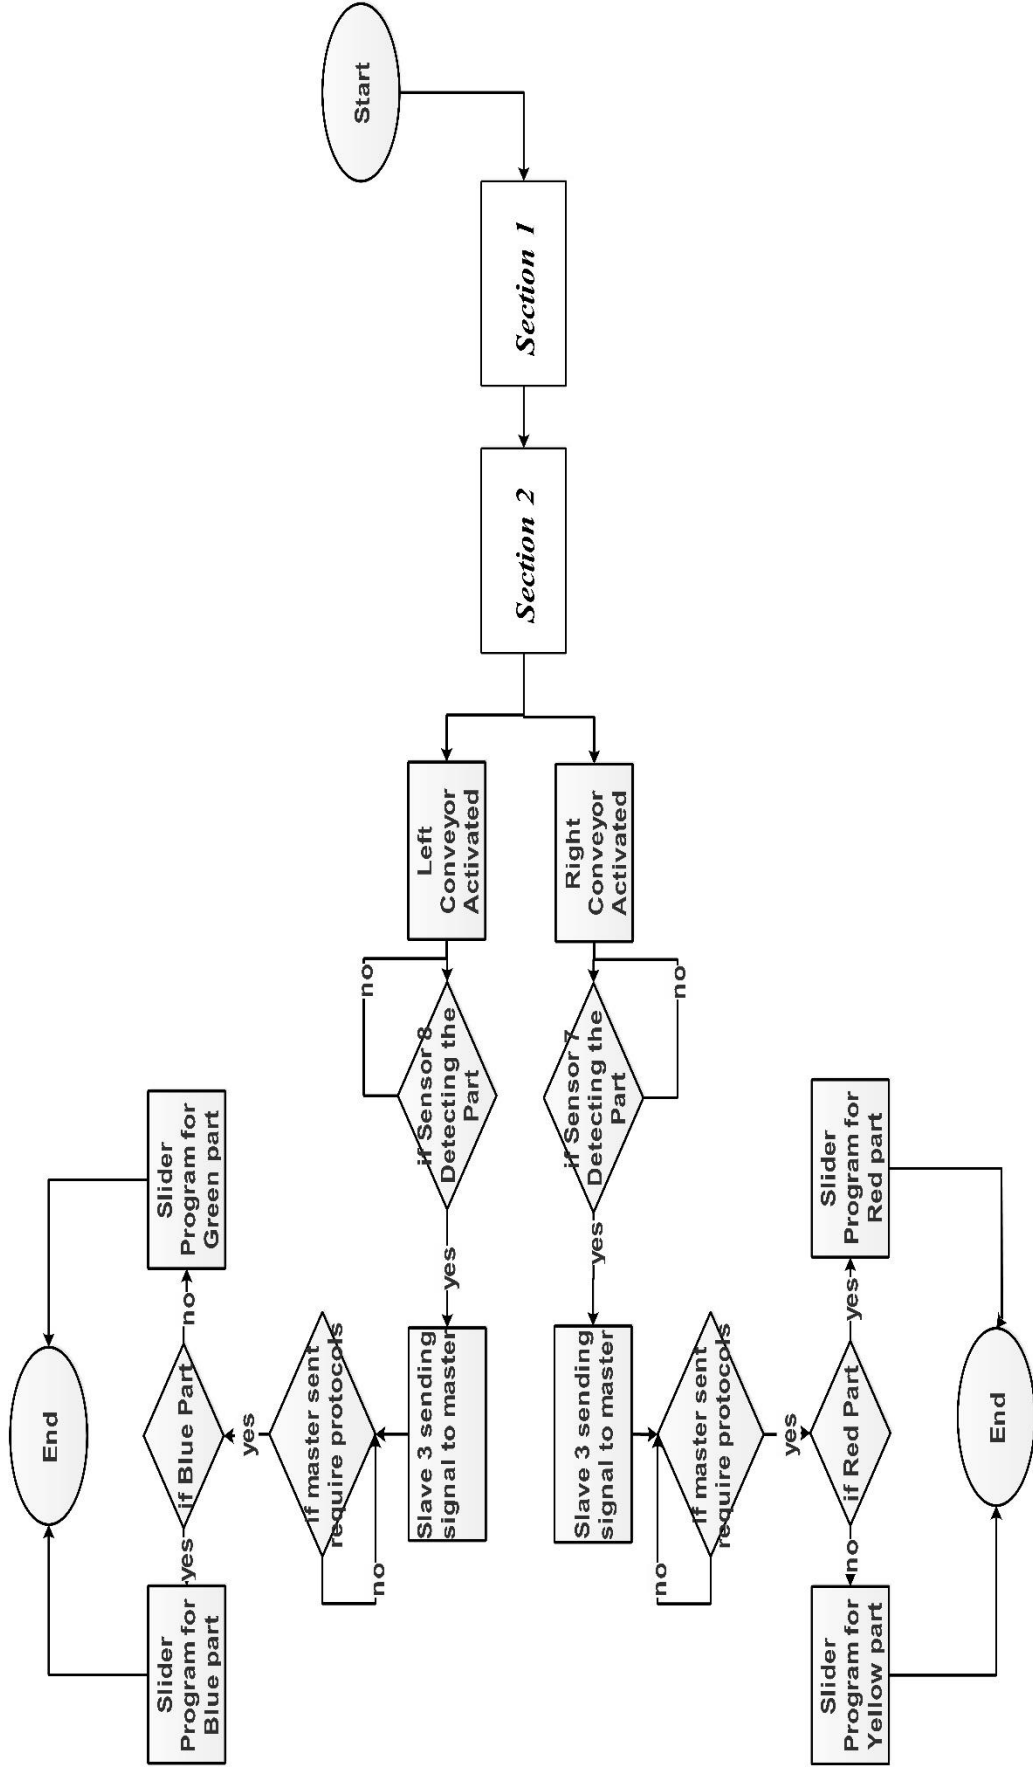 Start
Section 1
Section 2
Left
Conveyor
Activated
Right
Conveyor
Activated
no
if Sensor 8
Detecting the
Part
no
if Sensor 7
Detecting the
Part
yes
yes
Slave 3 sending
signal to master
Slave 3 sending
signal to master
if master sent
require protocols
no
yes
if master sent
require protocols
no
yes
if Blue Part
no
yes
Slider
Program for
Green part
Slider
Program for
Blue part
End
if Red Part
yes
no
Slider
Program for
Red part
Slider
Program for
Yellow part
End